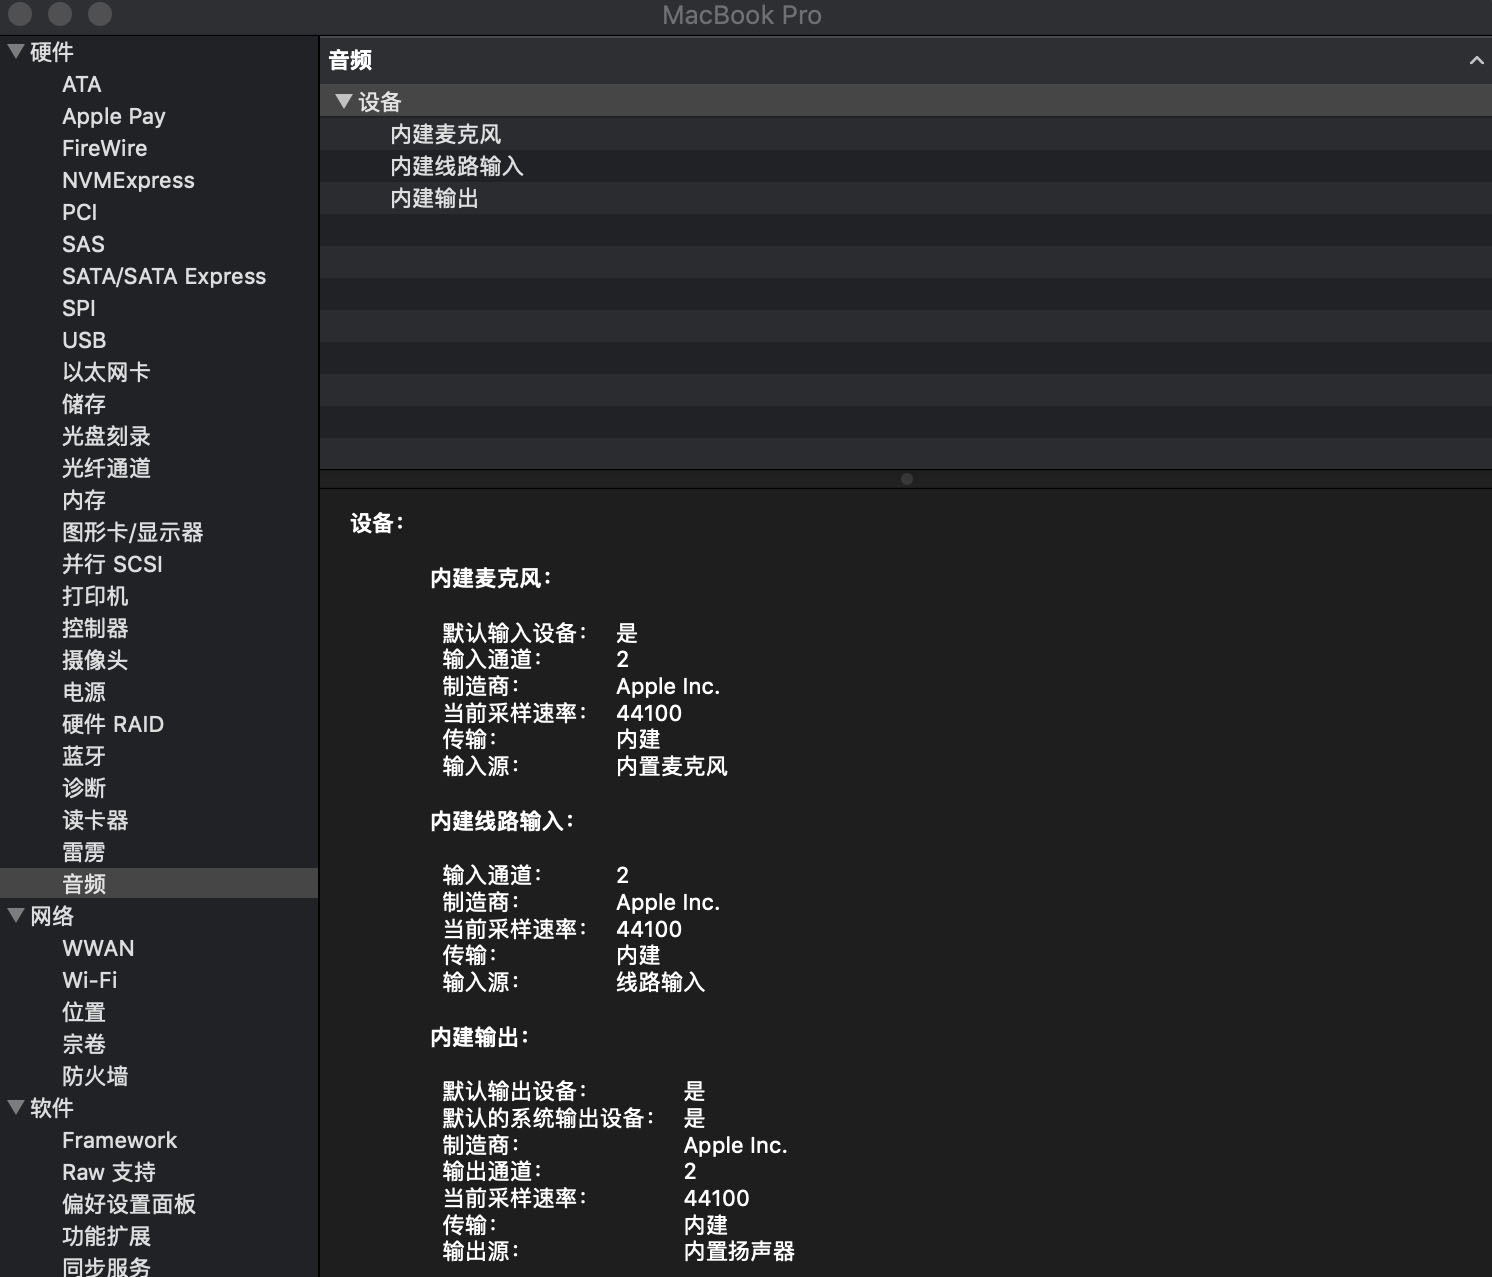 MacBook Pro
硬件
ATA
Apple Pay
FireWire
NVMExpress
PCI
SAS
SATA/SATA Express
SPI
USB
以太网卡
储存
光盘刻录
光纤通道
内存
图形卡/显示器
并行 SCSI
打印机
控制器
摄像头
电源
硬件 RAID
蓝牙
诊断
读卡器
雷雳
音频
网络
WWAN
Wi-Fi
位置
宗卷
防火墙
软件
Framework
Raw 支持
偏好设置面板
功能扩展
同步服务
音频
设备
内建麦克风
内建线路输入
内建输出
设备：
内建麦克风：
默认输入设备： 是
输入通道： 2
制造商： Apple Inc.
当前采样速率： 44100
传输： 内建
输入源： 内置麦克风
内建线路输入：
输入通道： 2
制造商： Apple Inc.
当前采样速率： 44100
传输： 内建
输入源： 线路输入
内建输出：
默认输出设备： 是
默认的系统输出设备： 是
制造商： Apple Inc.
输出通道： 2
当前采样速率： 44100
传输： 内建
输出源： 内置扬声器